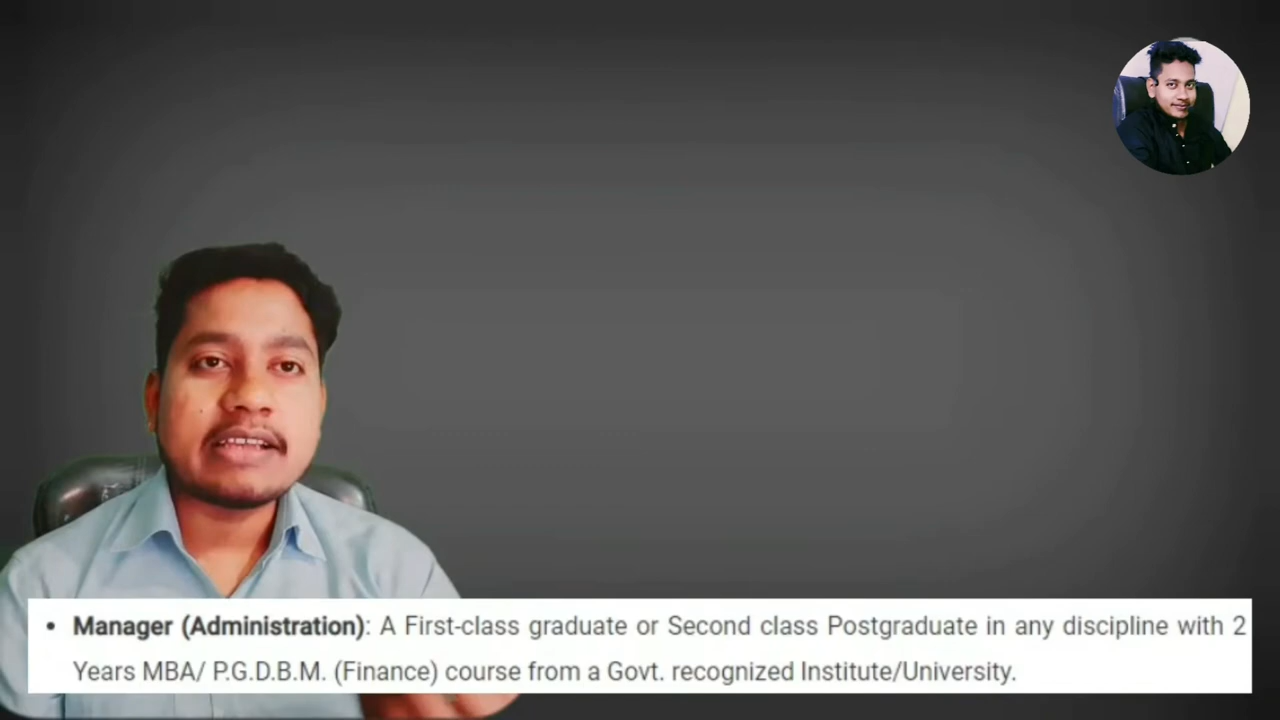 • Manager (Administration): A First-class graduate or Second class Postgraduate in any discipline with 2
Years MBA/ P.G.D.B.M. (Finance) course from a Govt. recognized Institute/University.